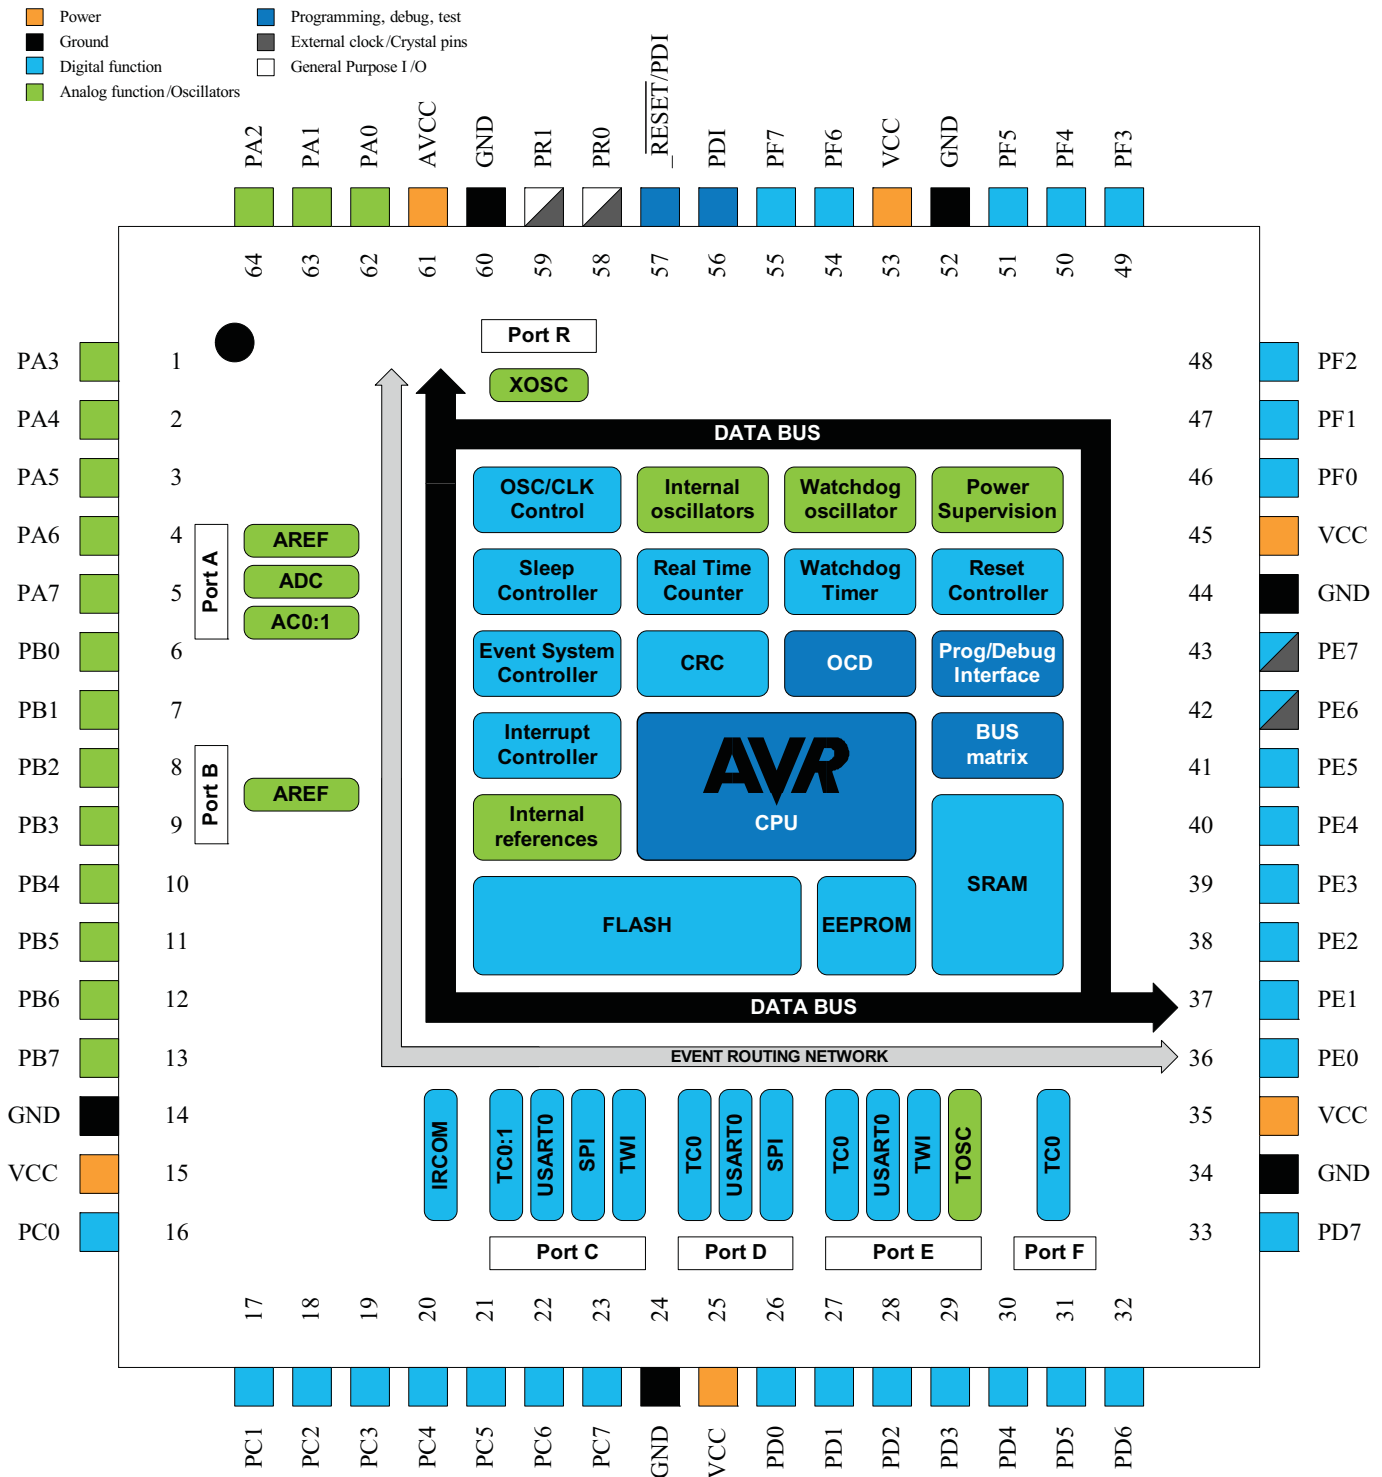 Power
Ground
Digital function
Analog function/Oscillators
Programming, debug, test
External clock/Crystal pins
General Purpose I/O
PA2
PA1
PA0
AVCC
GND
PR1
PR0
_RESET/PDI
PDI
PF7
PF6
VCC
GND
PF5
PF4
PF3
64
63
62
61
60
59
58
57
56
55
54
53
52
51
50
49
PA3 1
PA4 2
PA5 3
PA6 4
PA7 5
PB0 6
PB1 7
PB2 8
PB3 9
PB4 10
PB5 11
PB6 12
PB7 13
GND 14
VCC 15
PC0 16
Port A
AREF
ADC
AC0:1
Port B
AREF
Port R
XOSC
DATA BUS
OSC/CLK
Control
Internal
oscillators
Watchdog
oscillator
Power
Supervision
Sleep
Controller
Real Time
Counter
Watchdog
Timer
Reset
Controller
Event System
Controller
CRC
OCD
Prog/Debug
Interface
Interrupt
Controller
AVR
CPU
BUS
matrix
Internal
references
SRAM
FLASH
EEPROM
DATA BUS
EVENT ROUTING NETWORK
IRCOM
TC0:1
USART0
SPI
TWI
TC0
USART0
SPI
TC0
USART0
TWI
TOSC
TC0
Port C
Port D
Port E
Port F
48 PF2
47 PF1
46 PF0
45 VCC
44 GND
43 PE7
42 PE6
41 PE5
40 PE4
39 PE3
38 PE2
37 PE1
36 PE0
35 VCC
34 GND
33 PD7
17
18
19
20
21
22
23
24
25
26
27
28
29
30
31
32
PC1
PC2
PC3
PC4
PC5
PC6
PC7
GND
VCC
PD0
PD1
PD2
PD3
PD4
PD5
PD6